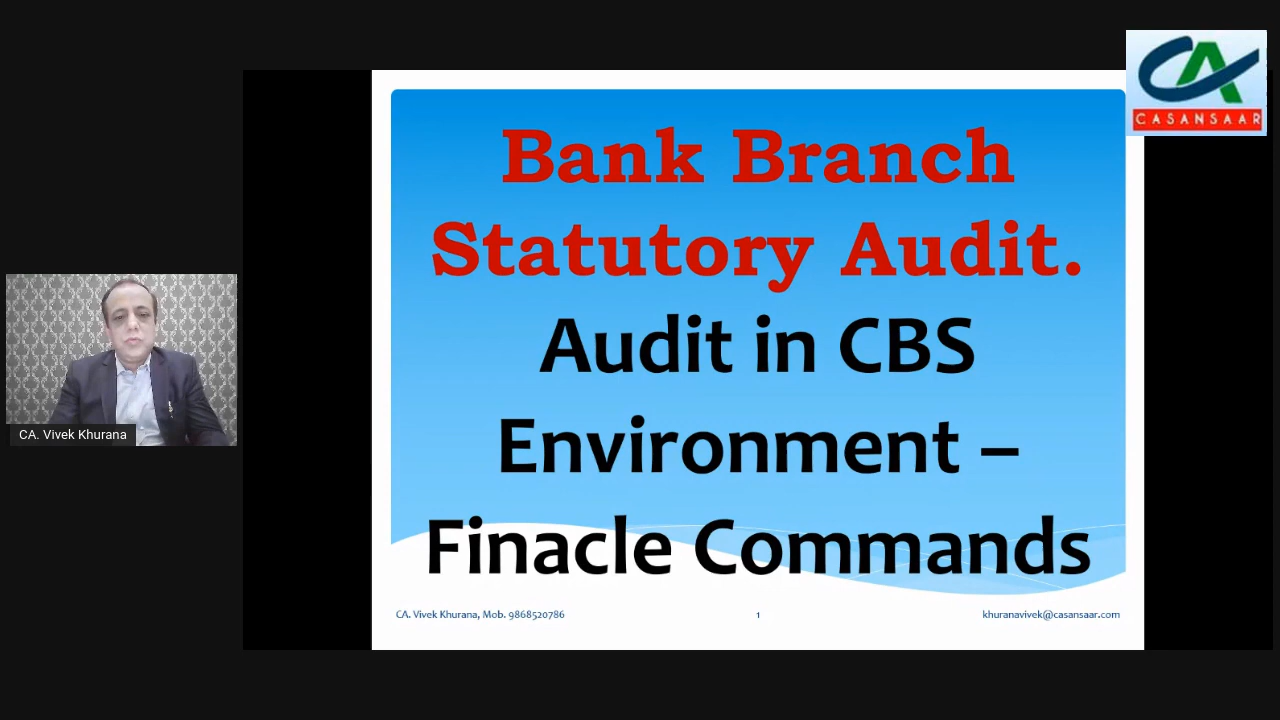 CASANSAAR
Bank Branch
Statutory Audit.
Audit in CBS
Environment –
Finacle Commands
CA. Vivek Khurana
CA. Vivek Khurana, Mob. 9868520786
1
khuranavivek@casansaar.com